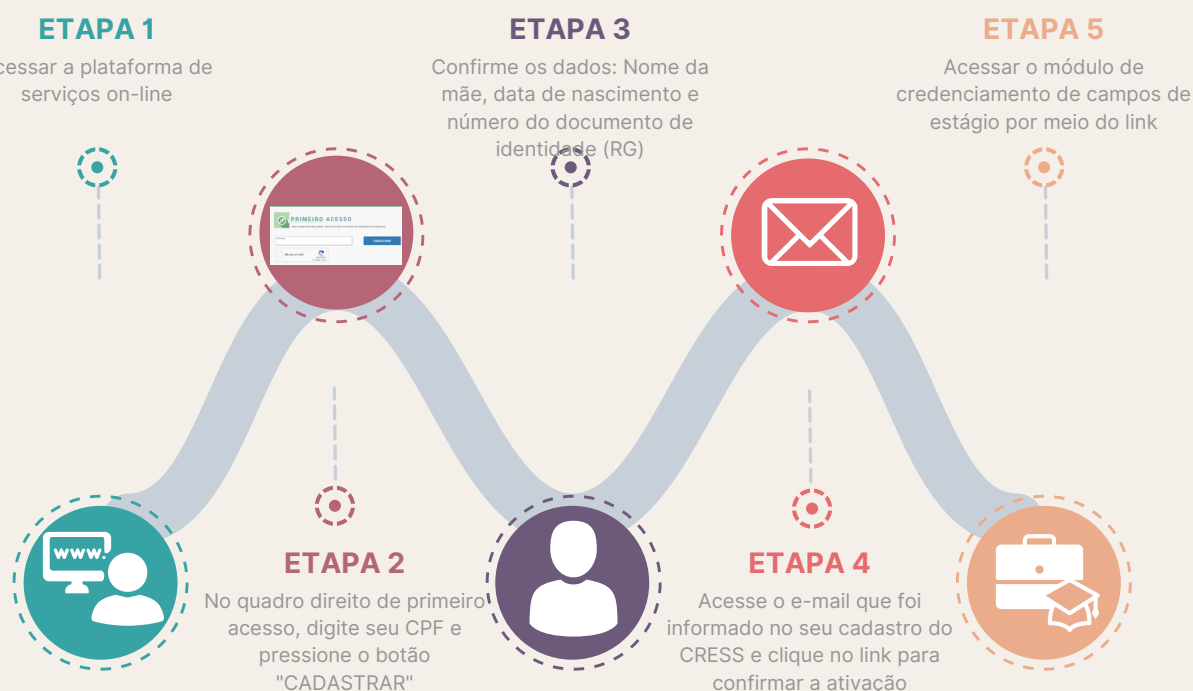 ETAPA 1
cessar a plataforma de
serviços on-line
ETAPA 3
Confirme os dados: Nome da
mãe, data de nascimento e
número do documento de
identidade (RG)
ETAPA 5
Acessar o módulo de
credenciamento de campos de
estágio por meio do link
PRIMEIRO ACESSO
www.
ETAPA 2
No quadro direito de primeiro
acesso, digite seu CPF e
pressione o botão
"CADASTRAR"
ETAPA 4
Acesse o e-mail que foi
informado no seu cadastro do
CRESS e clique no link para
confirmar a ativação